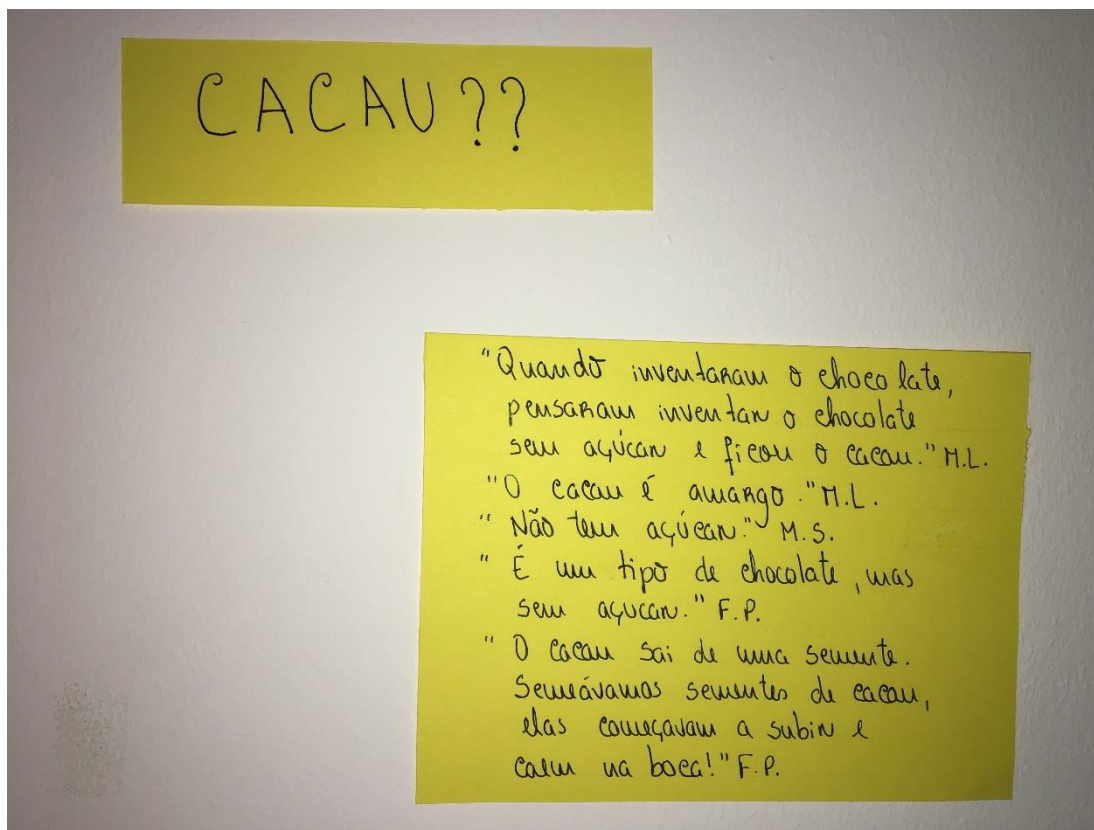 CACAU??
"Quando inventaram o chocolate,
pensaram inventar o chocolate
sem açúcar e ficou o cacau." M.L.
"O cacau é amargo." M.L.
"Não tem açúcar." M.S.
"É um tipo de chocolate, mas
sem açucar." F.P.
"O cacau sai de uma semente.
Semeávamos sementes de cacau,
elas começavam a subir e
caem na boca!" F.P.